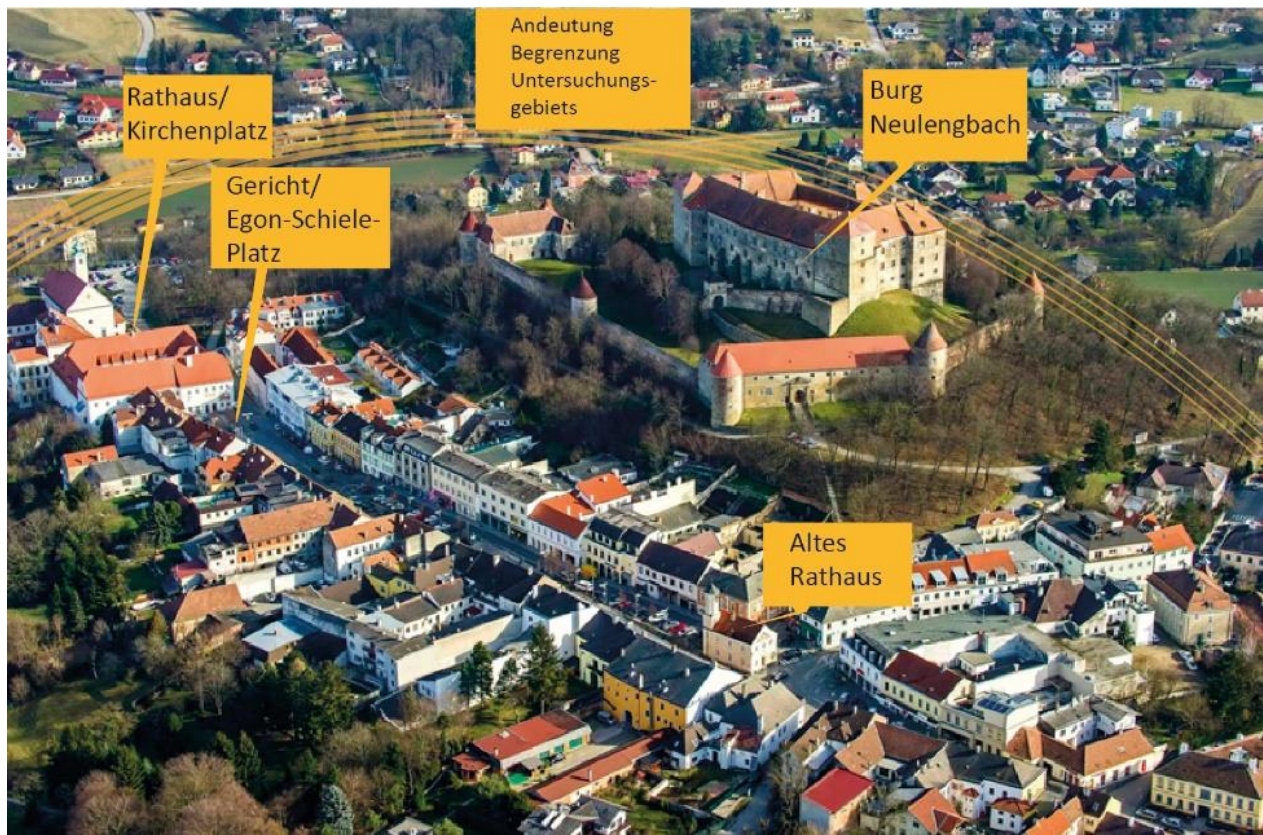 Andeutung
Begrenzung
Untersuchungs-
gebiets
Rathaus/
Kirchenplatz
Burg
Neulengbach
Gericht/
Egon-Schiele-
Platz
Altes
Rathaus